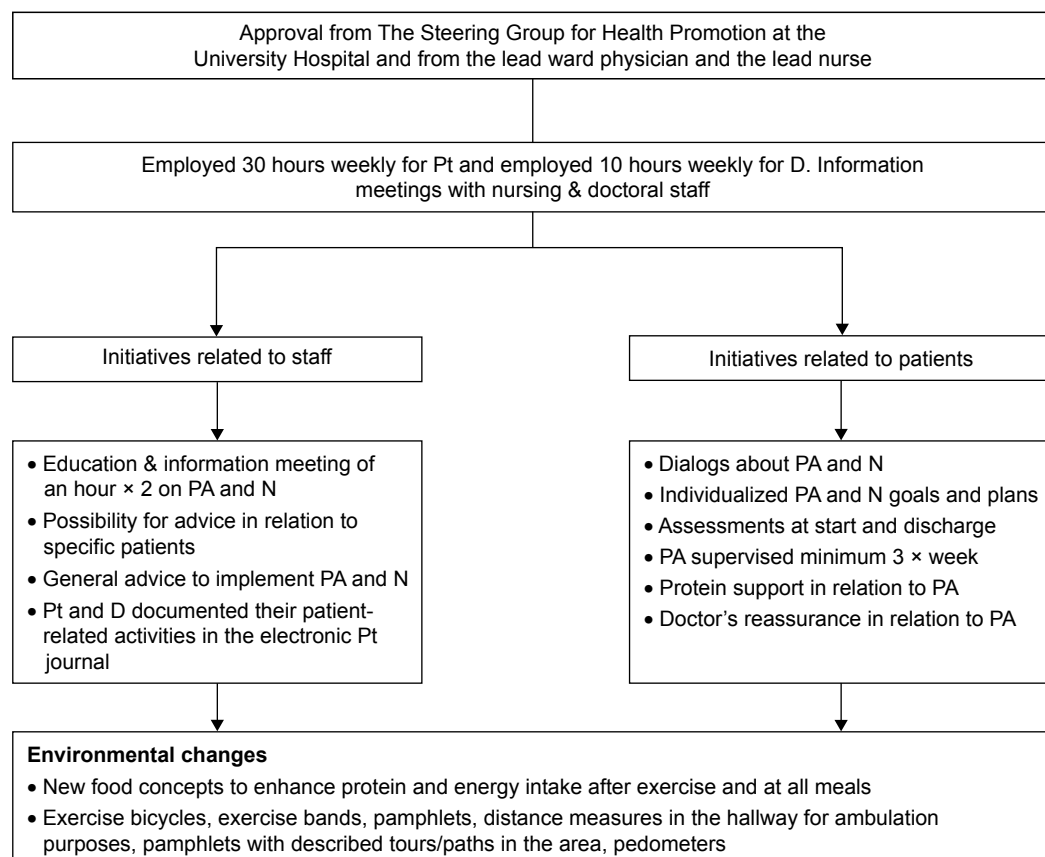 Approval from The Steering Group for Health Promotion at the
University Hospital and from the lead ward physician and the lead nurse
Employed 30 hours weekly for Pt and employed 10 hours weekly for D. Information
meetings with nursing & doctoral staff
Initiatives related to staff
Initiatives related to patients
• Education & information meeting of
an hour × 2 on PA and N
• Possibility for advice in relation to
specific patients
• General advice to implement PA and N
• Pt and D documented their patient-
related activities in the electronic Pt
journal
• Dialogs about PA and N
• Individualized PA and N goals and plans
• Assessments at start and discharge
• PA supervised minimum 3 × week
• Protein support in relation to PA
• Doctor's reassurance in relation to PA
Environmental changes
• New food concepts to enhance protein and energy intake after exercise and at all meals
• Exercise bicycles, exercise bands, pamphlets, distance measures in the hallway for ambulation
purposes, pamphlets with described tours/paths in the area, pedometers